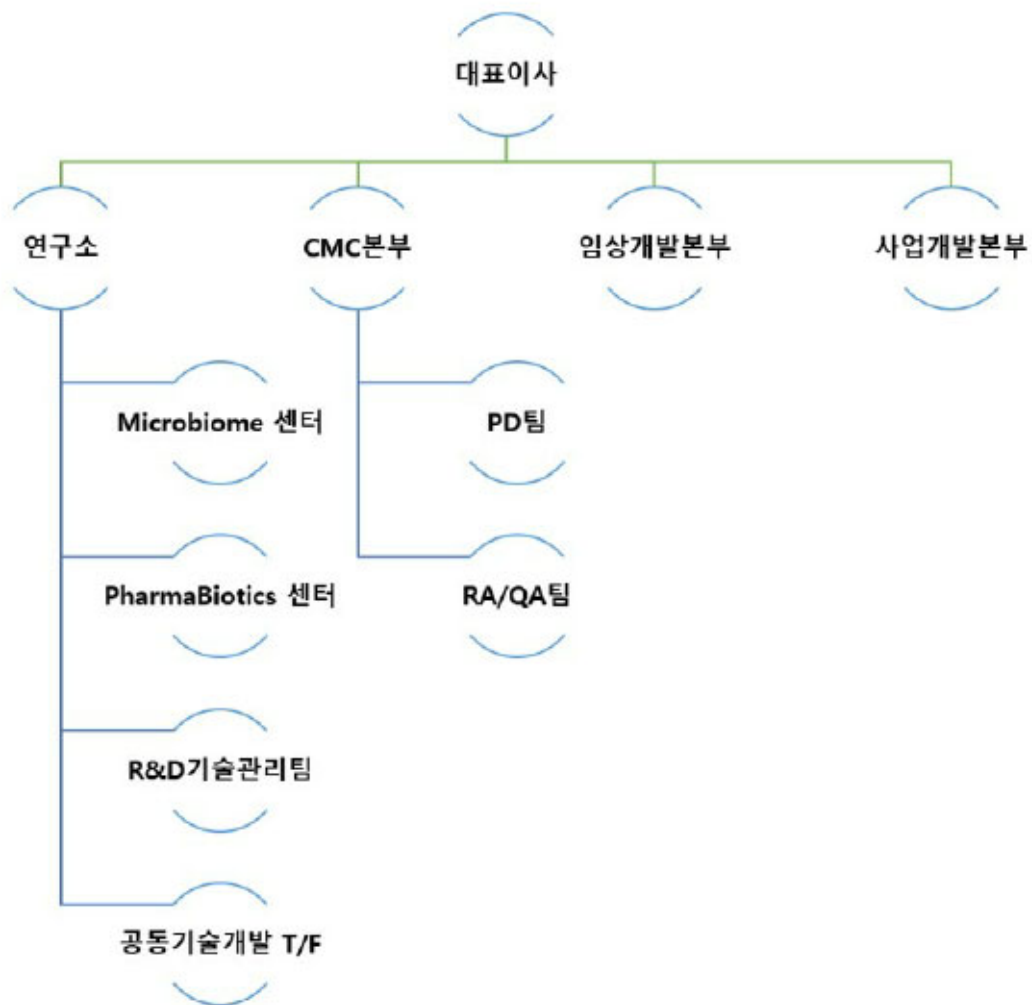 대표이사
연구소
CMC본부
임상개발본부
사업개발본부
Microbiome 센터
PD팀
PharmaBiotics 센터
RA/QA팀
R&D기술관리팀
공동기술개발 T/F